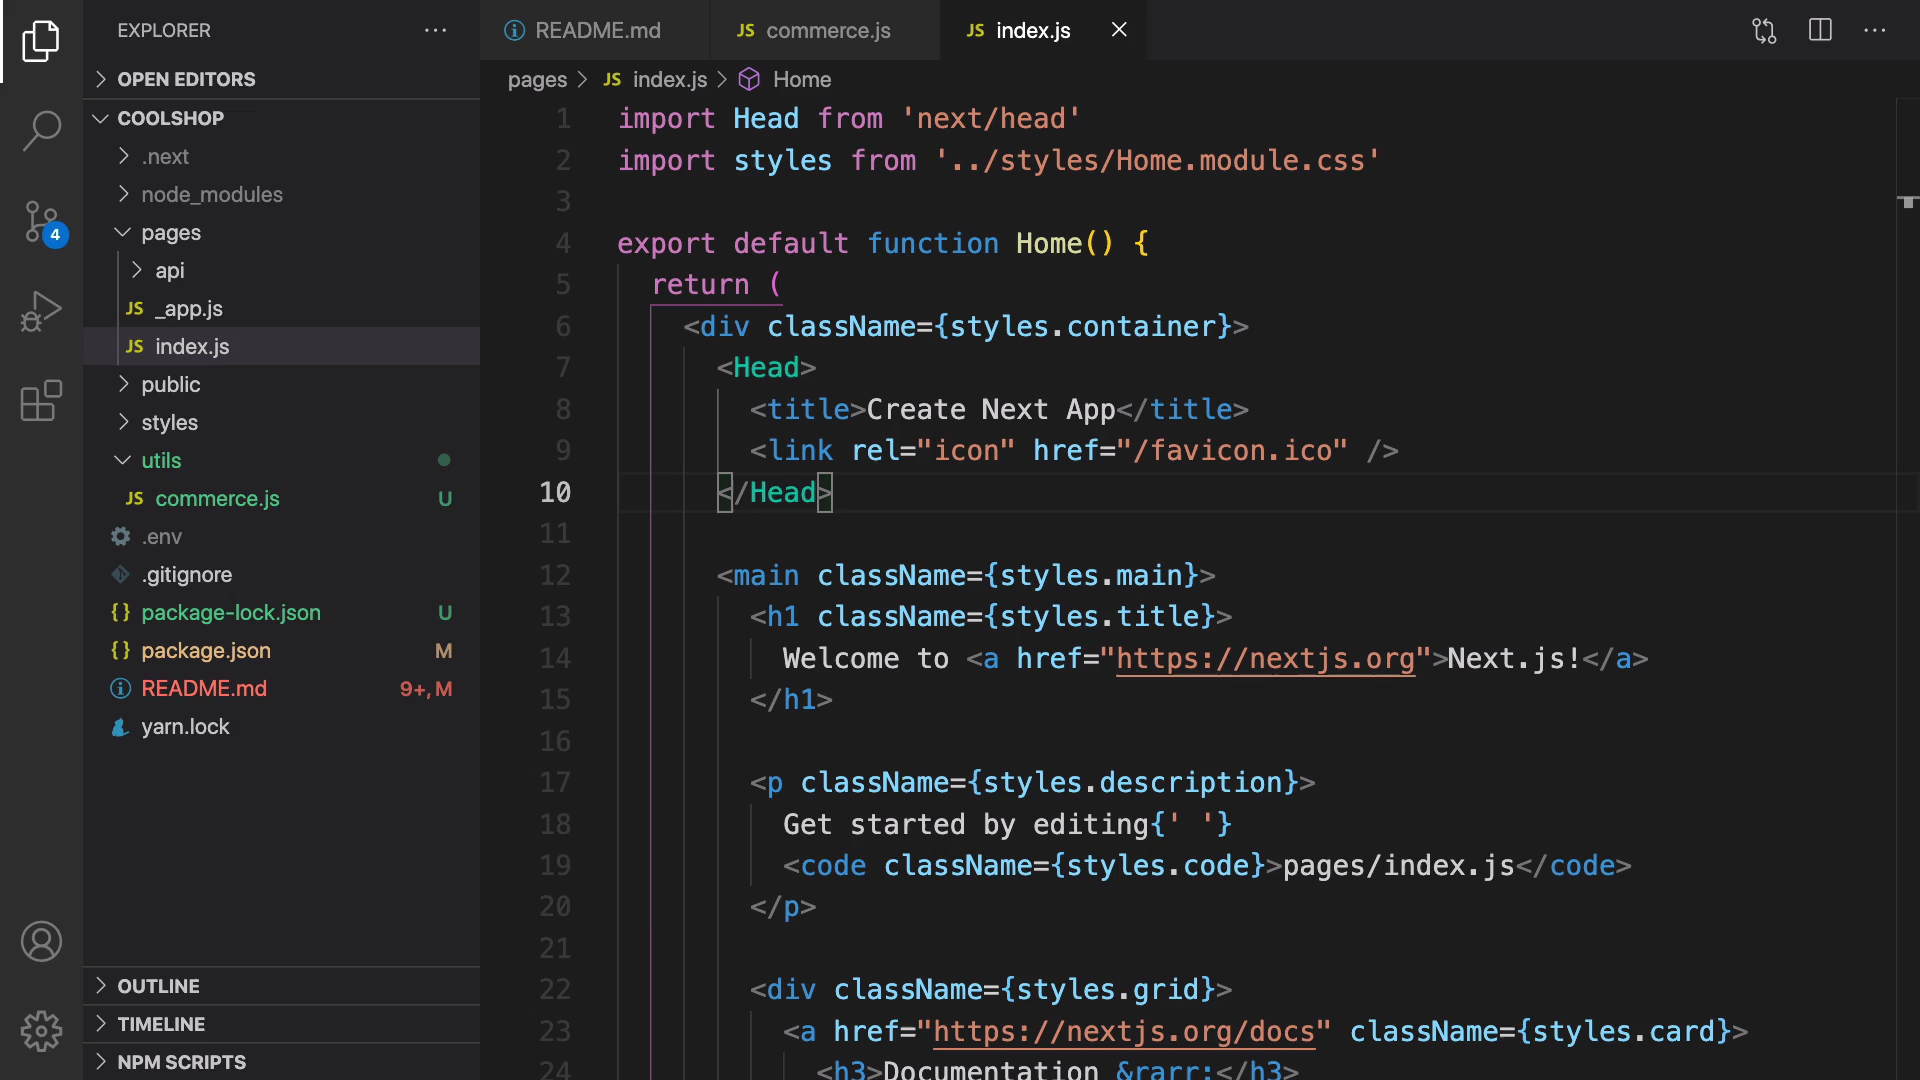 EXPLORER
OPEN EDITORS
COOLSHOP
.next
node_modules
pages
api
JS _app.js
JS index.js
public
styles
utils
JS commerce.js U
.env
.gitignore
{} package-lock.json U
{} package.json M
README.md 9+, M
yarn.lock
4
OUTLINE
TIMELINE
NPM SCRIPTS
README.md
JS commerce.js
JS index.js
pages > JS index.js > Home
1 import Head from 'next/head'
2 import styles from '../styles/Home.module.css'
3
4 export default function Home() {
5 return (
6 <div className={styles.container}>
7 <Head>
8 <title>Create Next App</title>
9 <link rel="icon" href="/favicon.ico" />
10 </Head>
11
12 <main className={styles.main}>
13 <h1 className={styles.title}>
14 Welcome to <a href="https://nextjs.org">Next.js!</a>
15 </h1>
16
17 <p className={styles.description}>
18 Get started by editing{' '}
19 <code className={styles.code}>pages/index.js</code>
20 </p>
21
22 <div className={styles.grid}>
23 <a href="https://nextjs.org/docs" className={styles.card}>
24 <h3>Documentation &rarr;</h3>